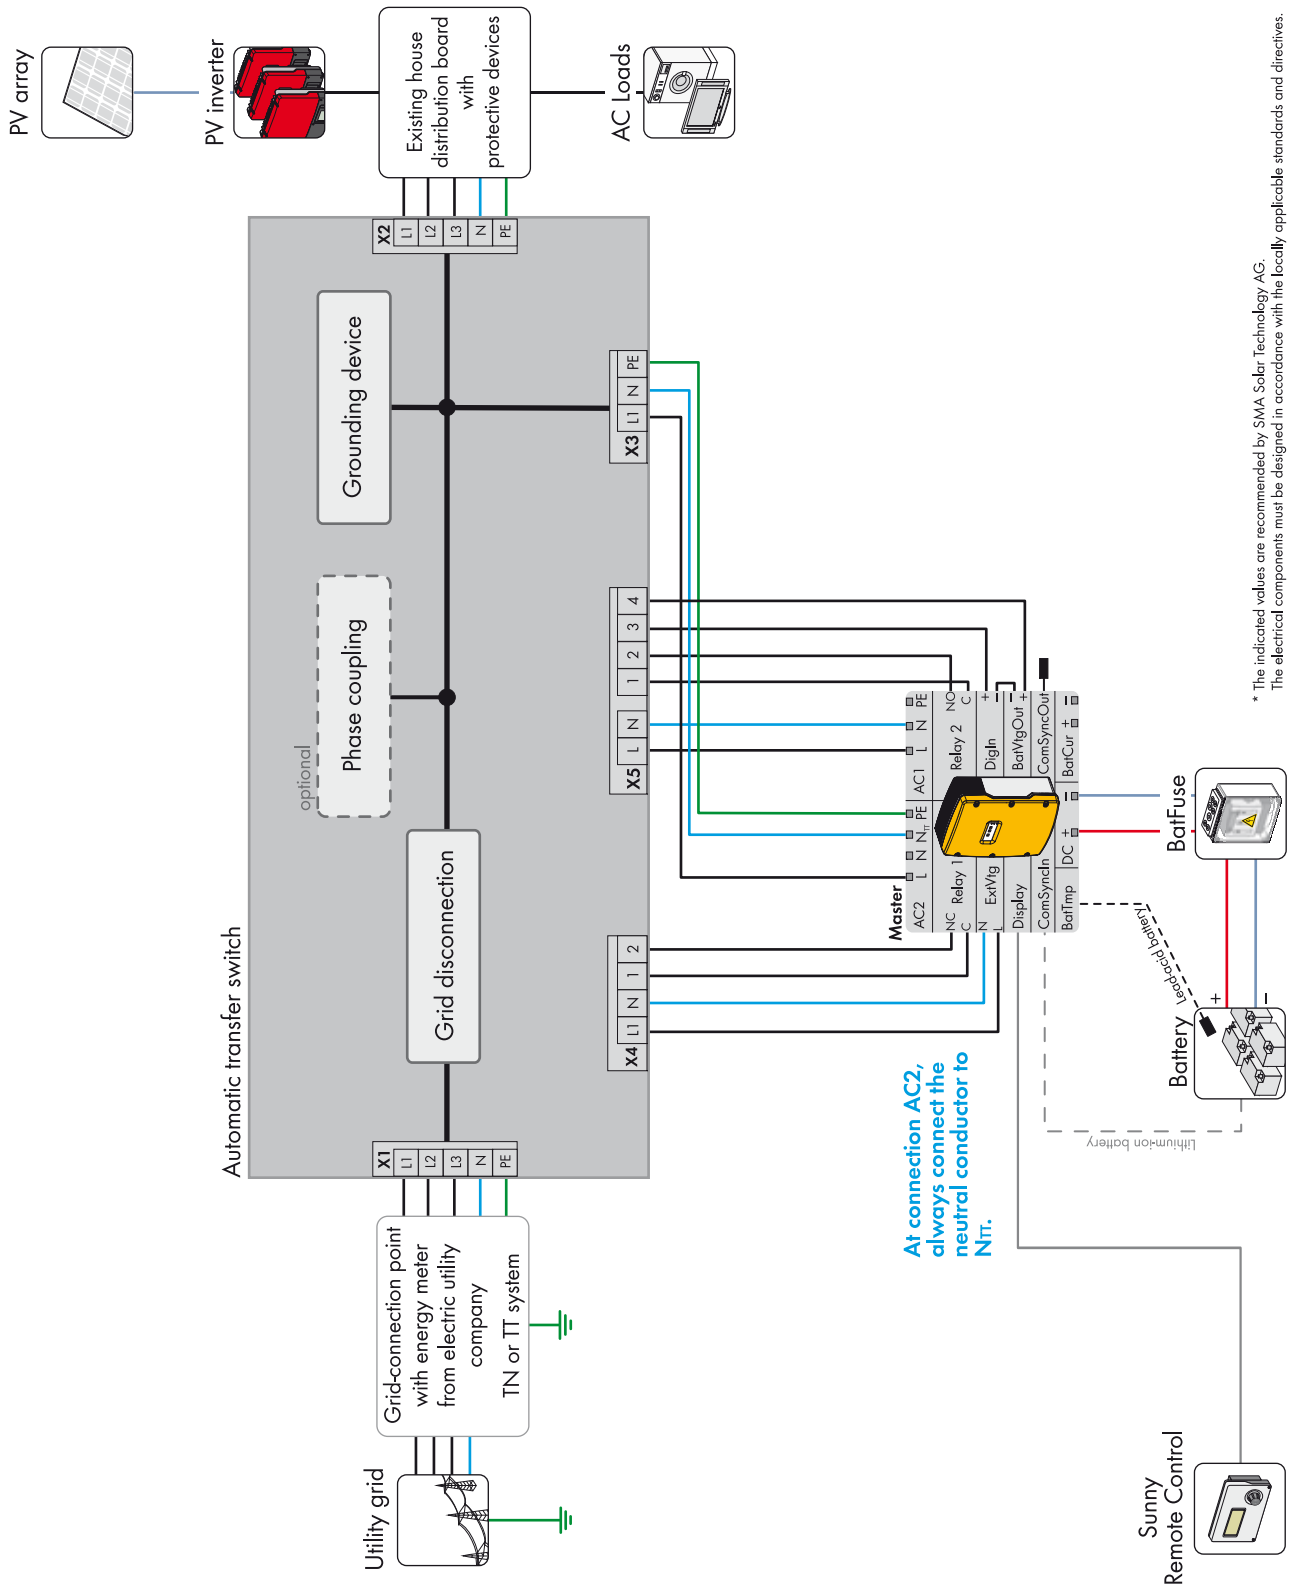 Automatic transfer switch
Utility grid
Grid-connection point
with energy meter
from electric utility
company
TN or TT system
X1
L1
L2
L3
N
PE
Grid disconnection
optional
Phase coupling
Grounding device
X2
L1
L2
L3
N
PE
Existing house
distribution board
with
protective devices
PV array
PV inverter
AC Loads
X4
L1
N
1
2
X5
L
N
1
2
3
4
X3
L1
N
PE
At connection AC2,
always connect the
neutral conductor to
NTT.
Master
AC2
L
N
NTT
PE
AC1
L
N
PE
NC
C
Relay 1
Relay 2
NO
C
N
L
ExtVtg
DigIn
+
−
Display
BatVtgOut
−
+
ComSyncIn
ComSyncOut
BatTmp
DC
+
−
BatCur
+
−
Lithium-ion battery
Lead-acid battery
Battery
+
−
BatFuse
Sunny
Remote Control
* The indicated values are recommended by SMA Solar Technology AG.
The electrical components must be designed in accordance with the locally applicable standards and directives.